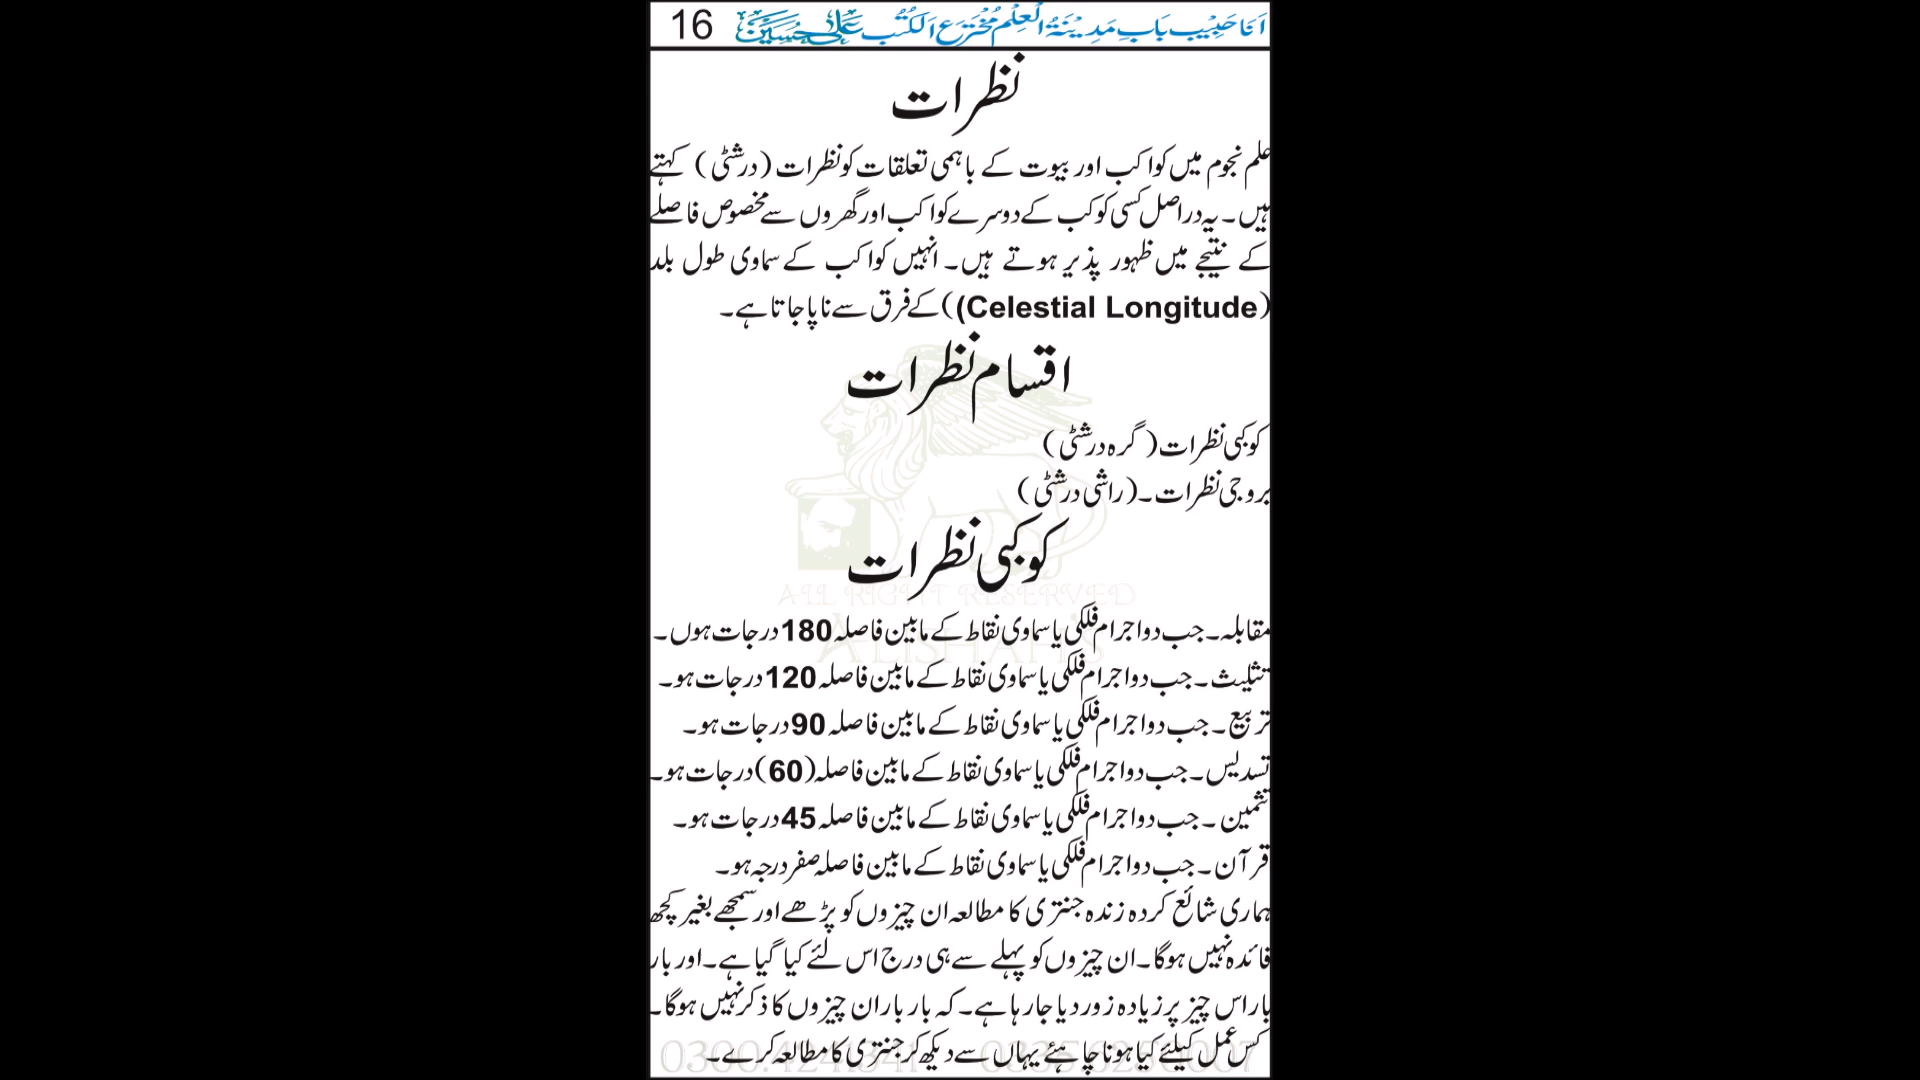 16 اَنَا حَبِیْب بَابِ مَدِیْنَۃُ الْعِلْم مُخْتَرَع الْکُتُب عَلی حُسَیْن
نظرات
علم نجوم میں کواکب اور بیوت کے باہمی تعلقات کو نظرات (درشٹی) کہتے
ہیں۔ یہ دراصل کسی کوکب کے دوسرے کواکب اور گھروں سے مخصوص فاصلے
کے نتیجے میں ظہور پذیر ہوتے ہیں۔ انہیں کواکب کے سماوی طول بلد
(Celestial Longitude)) کے فرق سے ناپا جاتا ہے۔
اقسام نظرات
کوکبی نظرات (گرہ درشٹی)
بروجی نظرات۔ (راشی درشٹی)
کوکبی نظرات
ALL RIGHT RESERVED
مقابلہ۔ جب دو اجرام فلکی یا سماوی نقاط کے مابین فاصلہ 180 درجات ہوں۔
ALISHAH'S
تثلیث۔ جب دو اجرام فلکی یا سماوی نقاط کے مابین فاصلہ 120 درجات ہو۔
تربیع۔ جب دو اجرام فلکی یا سماوی نقاط کے مابین فاصلہ 90 درجات ہو۔
تسدیس۔ جب دو اجرام فلکی یا سماوی نقاط کے مابین فاصلہ (60) درجات ہو۔
تثمین۔ جب دو اجرام فلکی یا سماوی نقاط کے مابین فاصلہ 45 درجات ہو۔
قرآن۔ جب دو اجرام فلکی یا سماوی نقاط کے مابین فاصلہ صفر درجہ ہو۔
ہماری شائع کردہ زندہ جنتری کا مطالعہ ان چیزوں کو پڑھے اور سمجھے بغیر کچھ
فائدہ نہیں ہوگا۔ ان چیزوں کو پہلے سے ہی درج اس لئے کیا گیا ہے۔ اور بار
بار اس چیز پر زیادہ زور دیا جا رہا ہے۔ کہ بار بار ان چیزوں کا ذکر نہیں ہوگا۔
کس عمل کیلئے کیا ہونا چاہئے یہاں سے دیکھ کر جنتری کا مطالعہ کرے۔